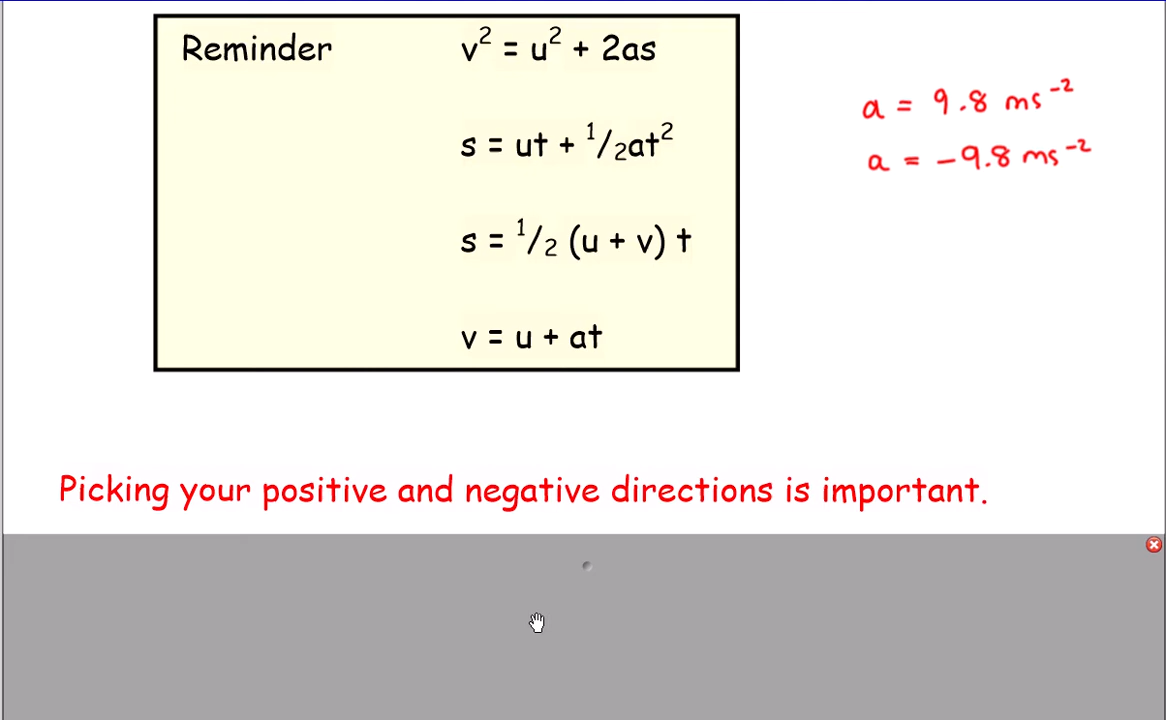 Reminder v² = u² + 2as
s = ut + ¹/₂at²
s = ¹/₂ (u + v) t
v = u + at
a = 9.8 ms⁻²
a = -9.8 ms⁻²
Picking your positive and negative directions is important.